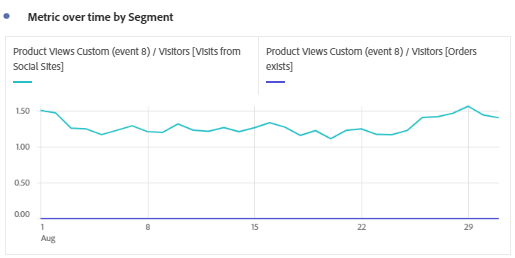 Metric over time by Segment
Product Views Custom (event 8) / Visitors [Visits from
Social Sites]
Product Views Custom (event 8) / Visitors [Orders
exists]
1.50
1.00
0.50
0.00
1
8
15
22
29
Aug